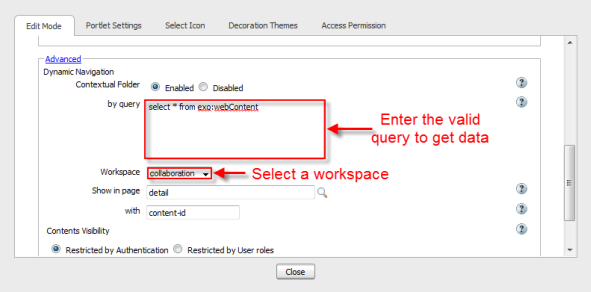 Edit Mode Portlet Settings Select Icon Decoration Themes Access Permission
Advanced
Dynamic Navigation
Contextual Folder Enabled Disabled
by query select * from exo:webContent
Enter the valid
query to get data
Workspace collaboration Select a workspace
Show in page detail
with content-id
Contents Visibility
Restricted by Authentication Restricted by User roles
Close